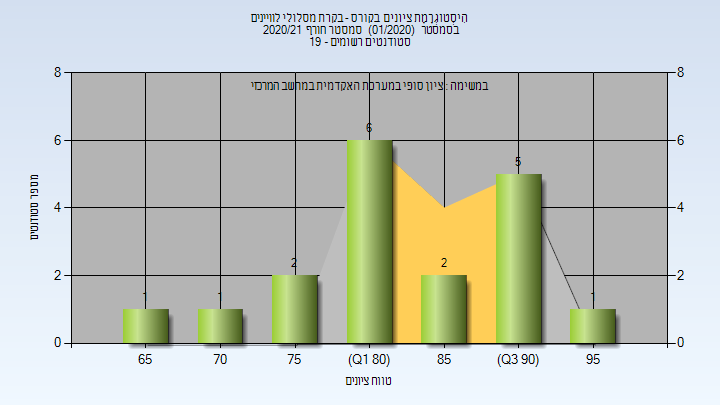 היסטוגרמת ציונים בקורס - בקרת מסלולי לוויינים
בסמסטר (01/2020) סמסטר חורף 2020/21
סטודנטים רשומים - 19
במשימה : ציון סופי במערכת האקדמית במחשב המרכזי
8 8
6 6
4 4
2 2
0 0
1 1 2 6 2 5 1
מספר סטודנטים
65 70 75 (Q1 80) 85 (Q3 90) 95
טווח ציונים